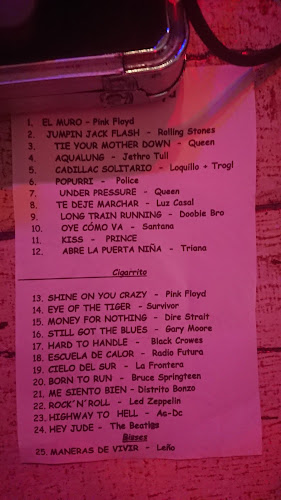 1. EL MURO - Pink Floyd
2. JUMPIN JACK FLASH - Rolling Stones
3. TIE YOUR MOTHER DOWN - Queen
4. AQUALUNG - Jethro Tull
5. CADILLAC SOLITARIO - Loquillo + Trogl
6. POPURRI - Police
7. UNDER PRESSURE - Queen
8. TE DEJE MARCHAR - Luz Casal
9. LONG TRAIN RUNNING - Doobie Bro
10. OYE CÓMO VA - Santana
11. KISS - PRINCE
12. ABRE LA PUERTA NIÑA - Triana
Cigarrito
13. SHINE ON YOU CRAZY - Pink Floyd
14. EYE OF THE TIGER - Survivor
15. MONEY FOR NOTHING - Dire Strait
16. STILL GOT THE BLUES - Gary Moore
17. HARD TO HANDLE - Black Crowes
18. ESCUELA DE CALOR - Radio Futura
19. CIELO DEL SUR - La Frontera
20. BORN TO RUN - Bruce Springteen
21. ME SIENTO BIEN - Distrito Bonzo
22. ROCK´N´ROLL - Led Zeppelin
23. HIGHWAY TO HELL - Ac-Dc
24. HEY JUDE - The Beatles
Bises
25. MANERAS DE VIVIR - Leño